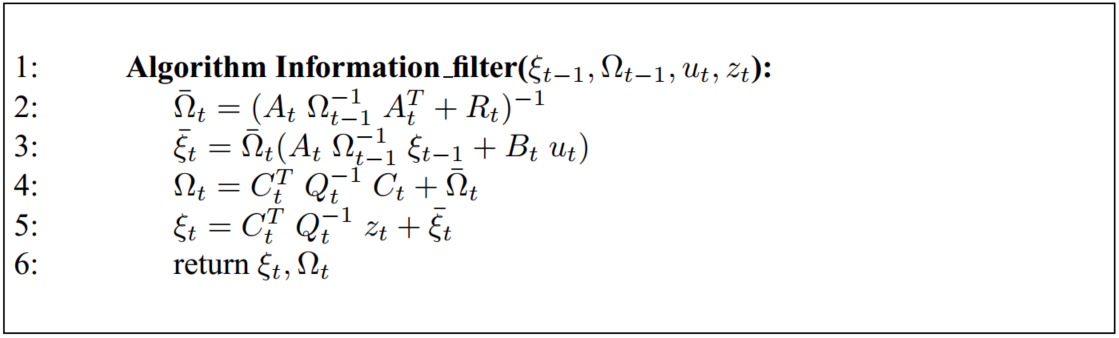 1: Algorithm Information_filter(ξ_{t−1}, Ω_{t−1}, u_t, z_t):
2: Ω̄_t = (A_t Ω_{t−1}^{−1} A_t^T + R_t)^{−1}
3: ξ̄_t = Ω̄_t(A_t Ω_{t−1}^{−1} ξ_{t−1} + B_t u_t)
4: Ω_t = C_t^T Q_t^{−1} C_t + Ω̄_t
5: ξ_t = C_t^T Q_t^{−1} z_t + ξ̄_t
6: return ξ_t, Ω_t